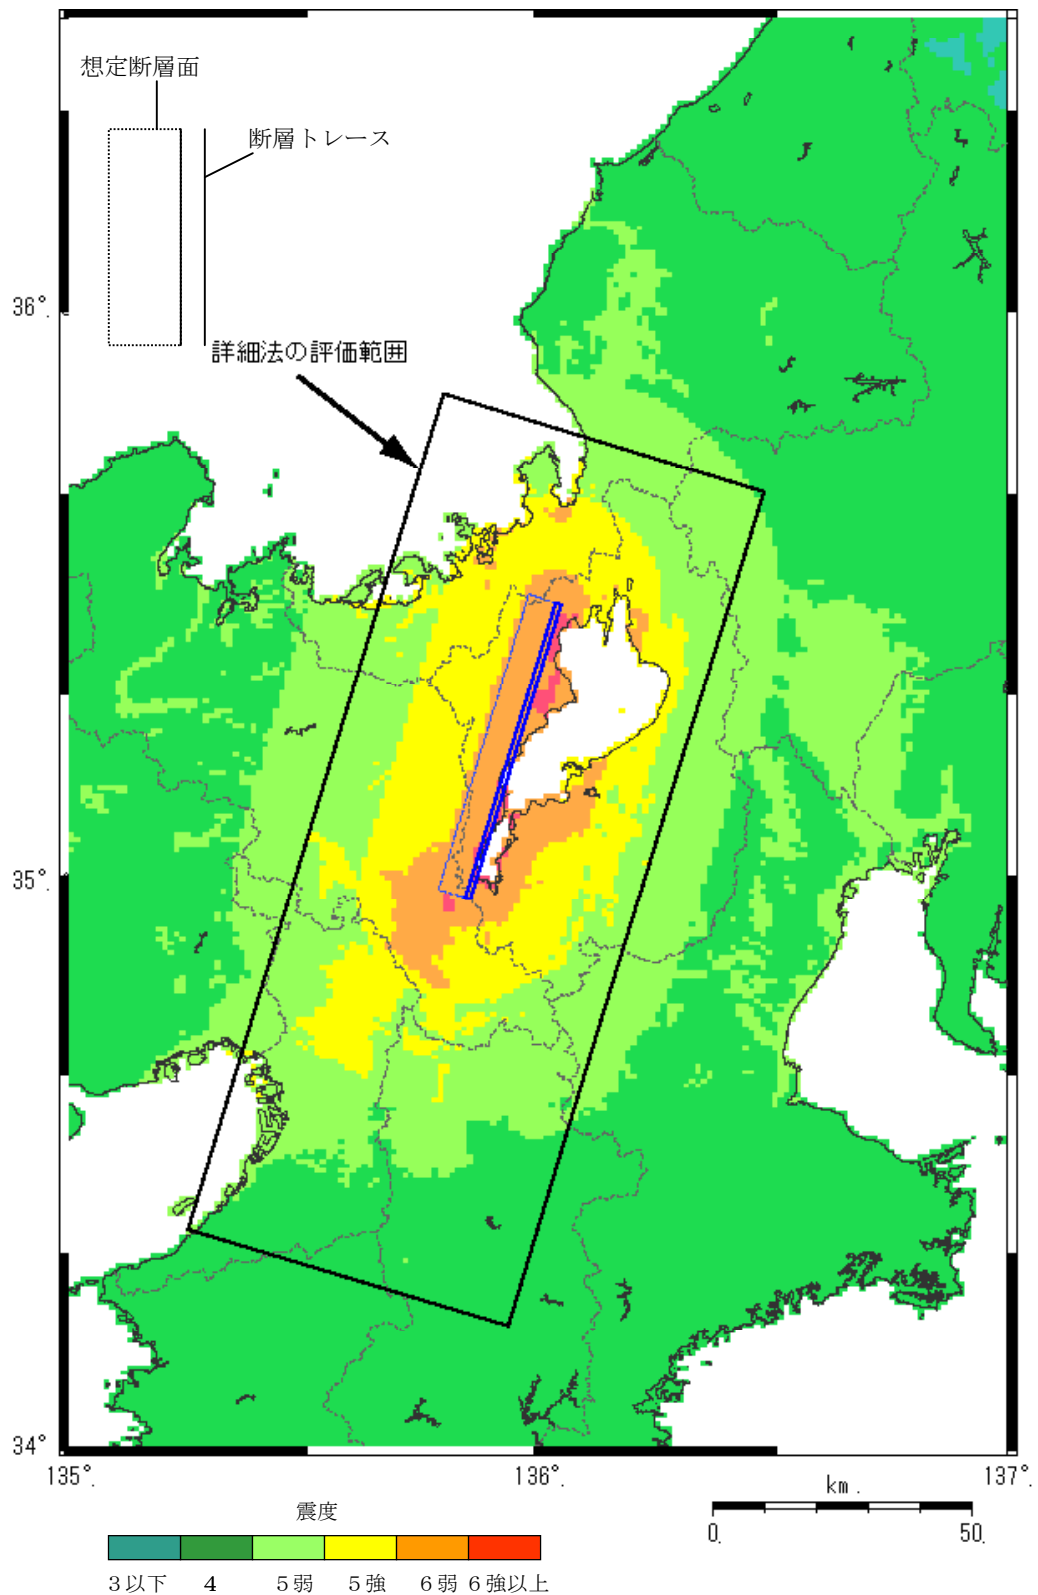 想定断層面
断層トレース
36°.
詳細法の評価範囲
35°.
34°.
135°.
136°.
137°.
km .
0.
50.
震度
3以下
4
5弱
5強
6弱
6強以上